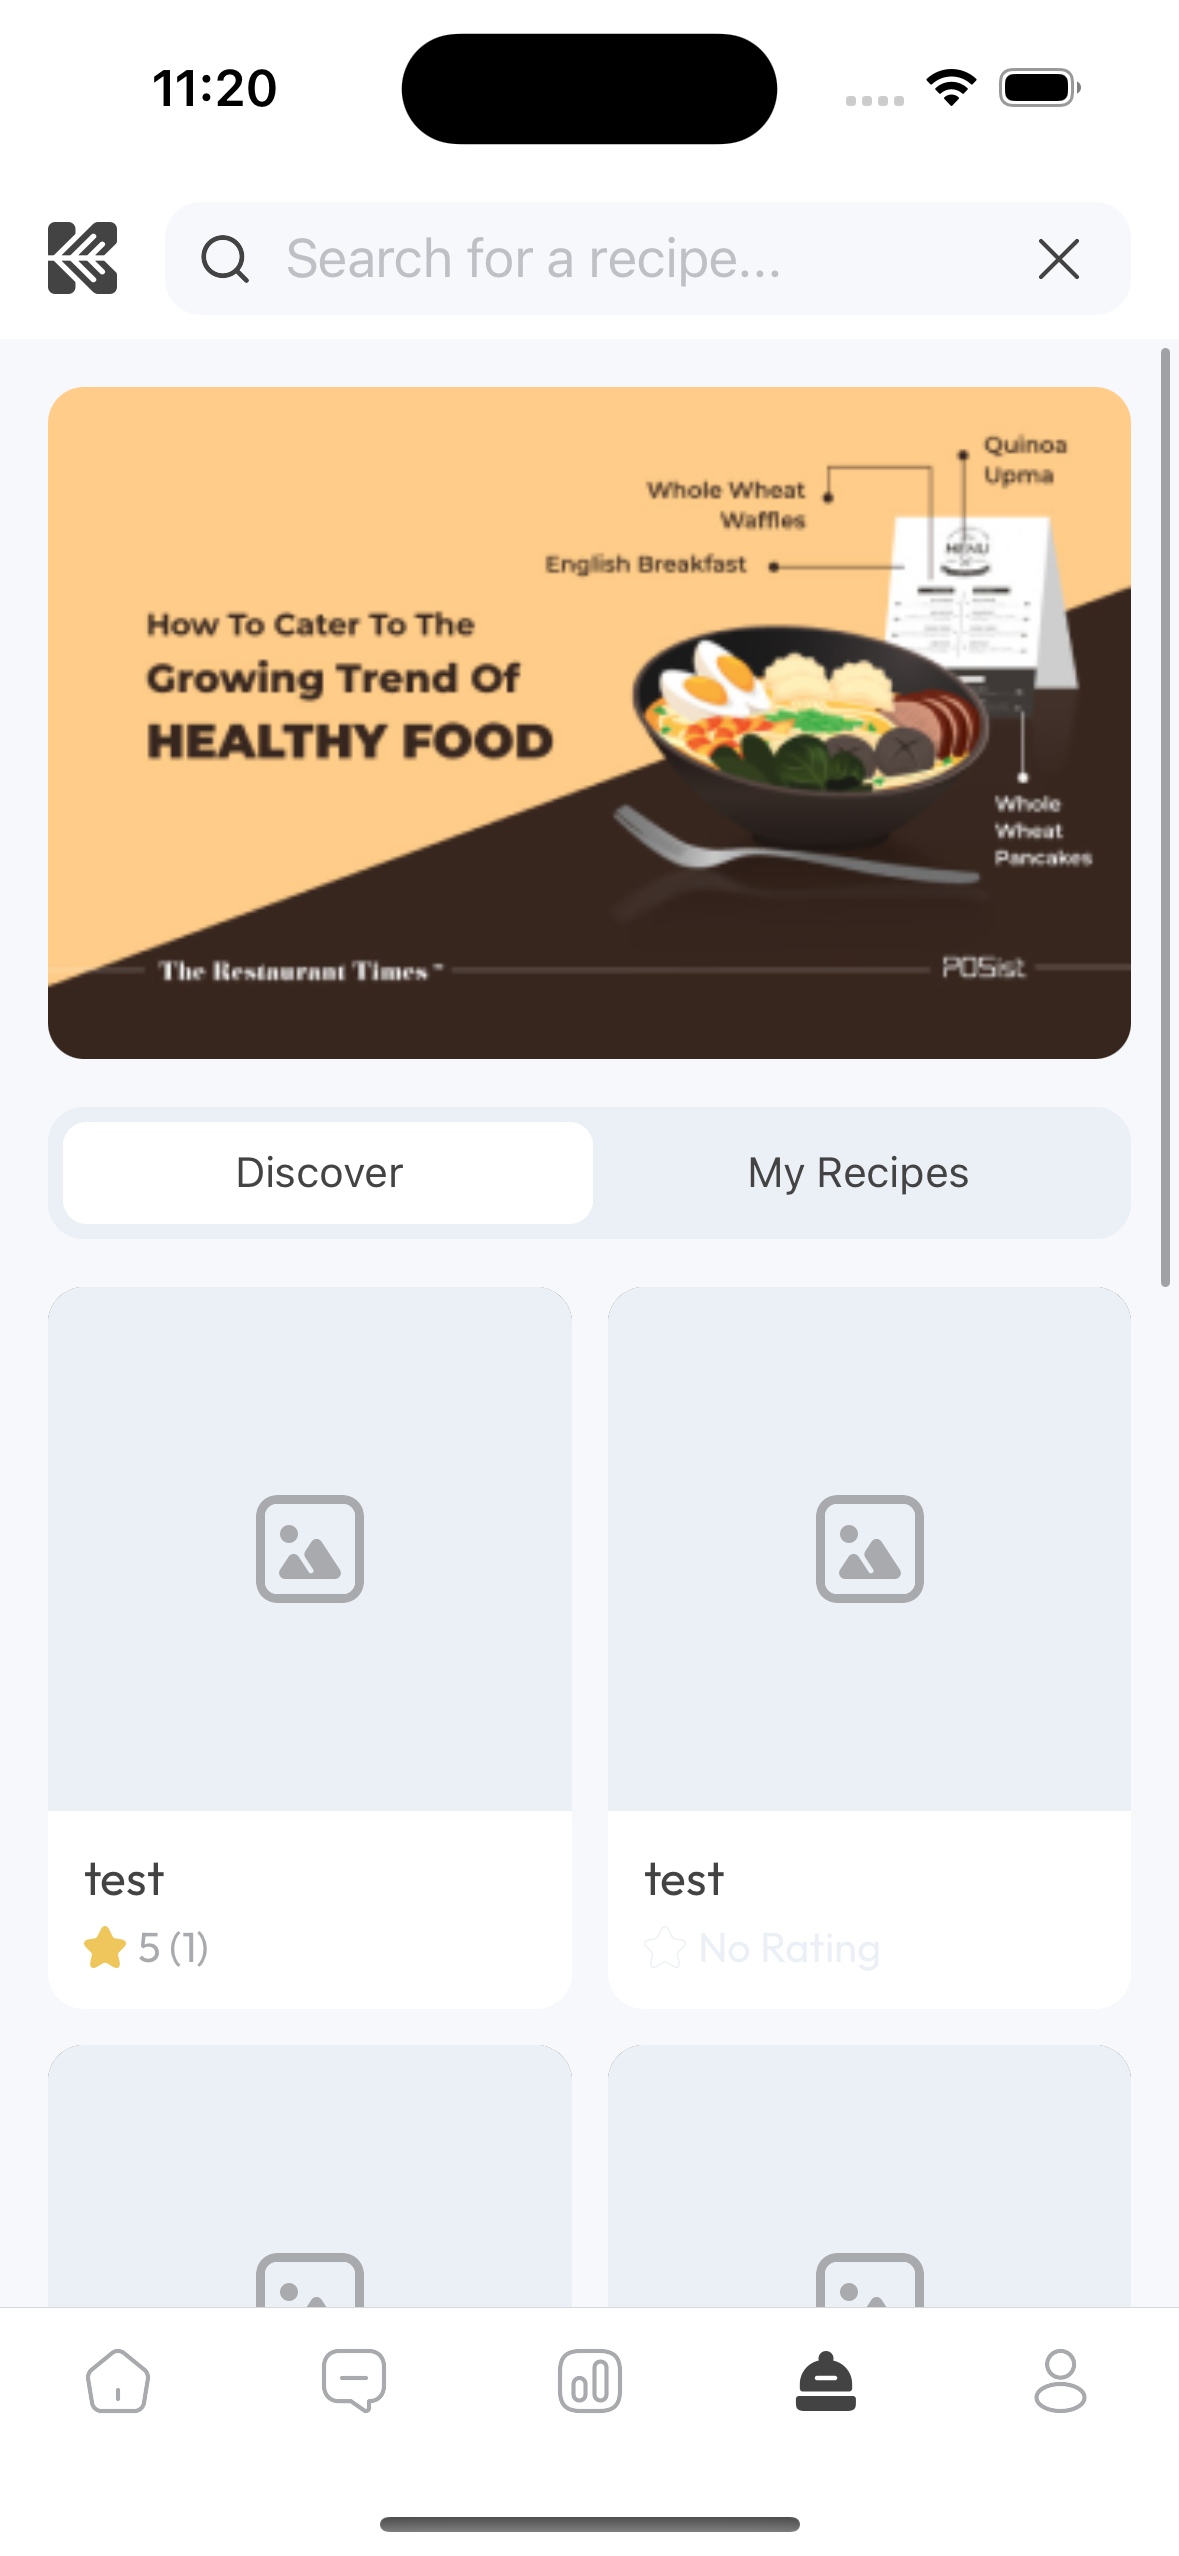 11:20
Search for a recipe...
Quinoa
Upma
Whole Wheat
Waffles
English Breakfast
MENU
How To Cater To The
Growing Trend Of
HEALTHY FOOD
Whole
Wheat
Pancakes
The Restaurant Times™
POSist
Discover
My Recipes
test
5 (1)
test
No Rating